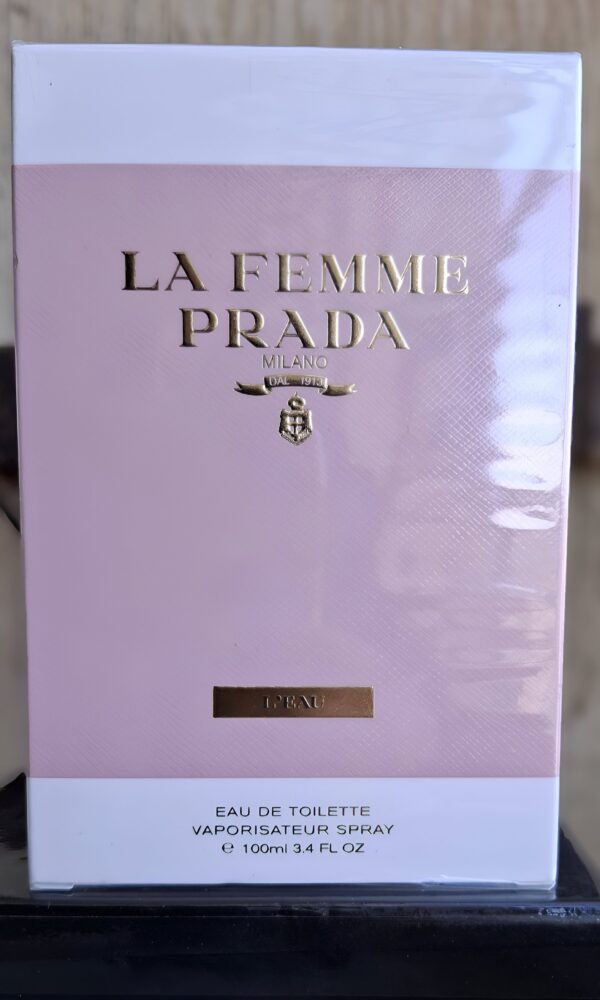 LA FEMME
PRADA
MILANO
DAL 1913
L'EAU
EAU DE TOILETTE
VAPORISATEUR SPRAY
℮ 100ml 3.4 FL OZ